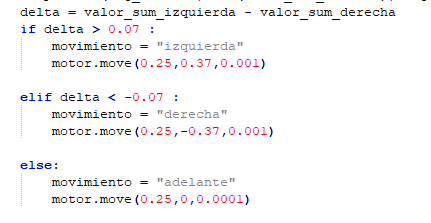 delta = valor_sum_izquierda - valor_sum_derecha
if delta > 0.07 :
    movimiento = "izquierda"
    motor.move(0.25,0.37,0.001)

elif delta < -0.07 :
    movimiento = "derecha"
    motor.move(0.25,-0.37,0.001)

else:
    movimiento = "adelante"
    motor.move(0.25,0,0.0001)